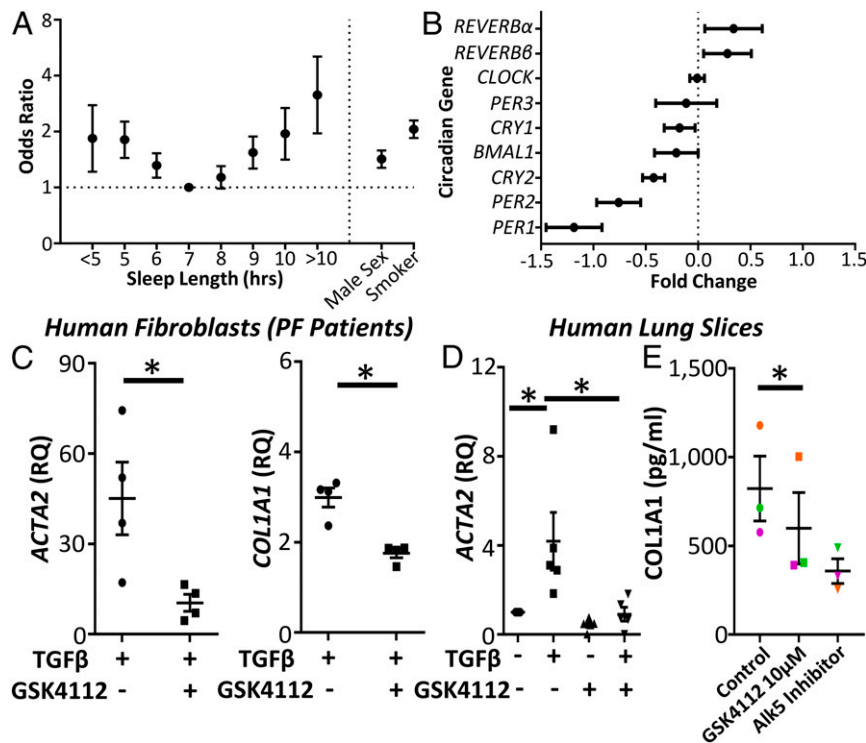 A
Odds Ratio
8
4
2
1
0
<5 5 6 7 8 9 10 >10 Male Sex Smoker
Sleep Length (hrs)
B
Circadian Gene
REVERBα
REVERBβ
CLOCK
PER3
CRY1
BMAL1
CRY2
PER2
PER1
-1.5 -1.0 -0.5 0.0 0.5 1.0 1.5
Fold Change
Human Fibroblasts (PF Patients)
Human Lung Slices
C
ACTA2 (RQ)
90
60
30
0
*
TGFβ + +
GSK4112 - +
COL1A1 (RQ)
6
4
2
0
*
TGFβ + +
GSK4112 - +
D
ACTA2 (RQ)
12
8
4
0
* *
TGFβ - + - +
GSK4112 - - + +
E
COL1A1 (pg/ml)
1,500
1,000
500
0
*
Control
GSK4112 10μM
Alk5 Inhibitor